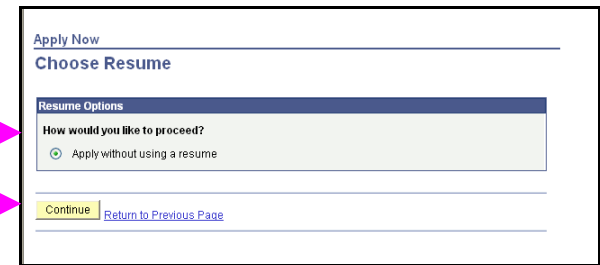 Apply Now
Choose Resume
Resume Options
How would you like to proceed?
Apply without using a resume
Continue Return to Previous Page